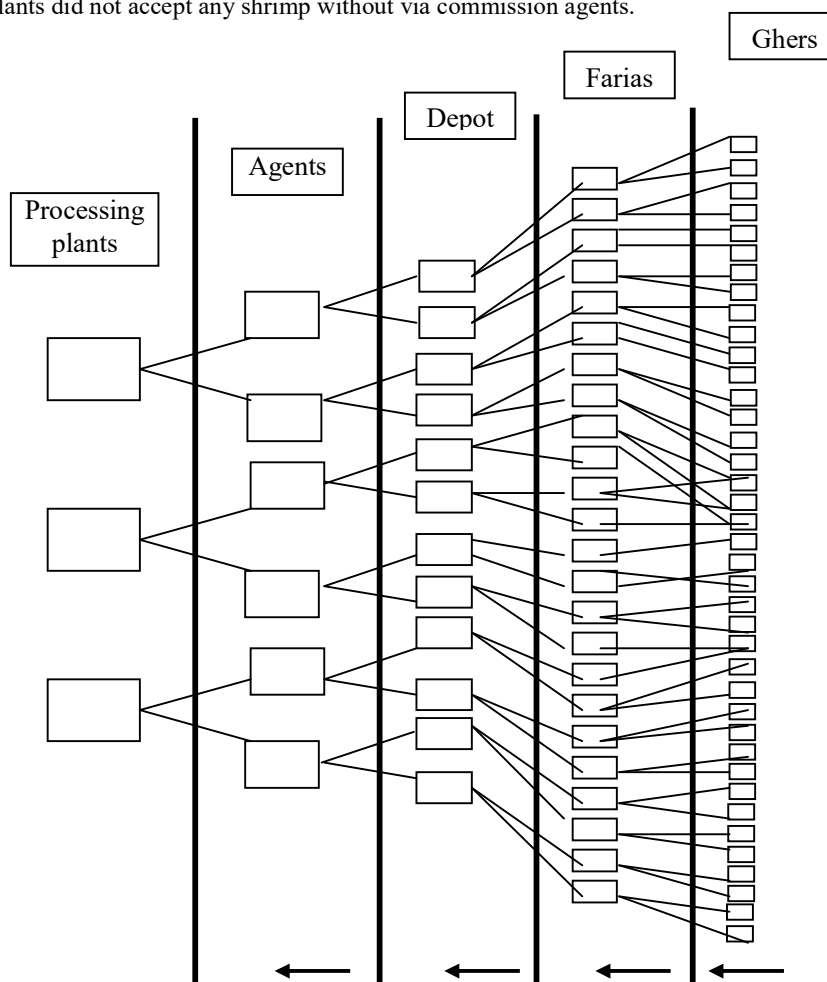 lants did not accept any shrimp without via commission agents.
Ghers
Farias
Depot
Agents
Processing
plants